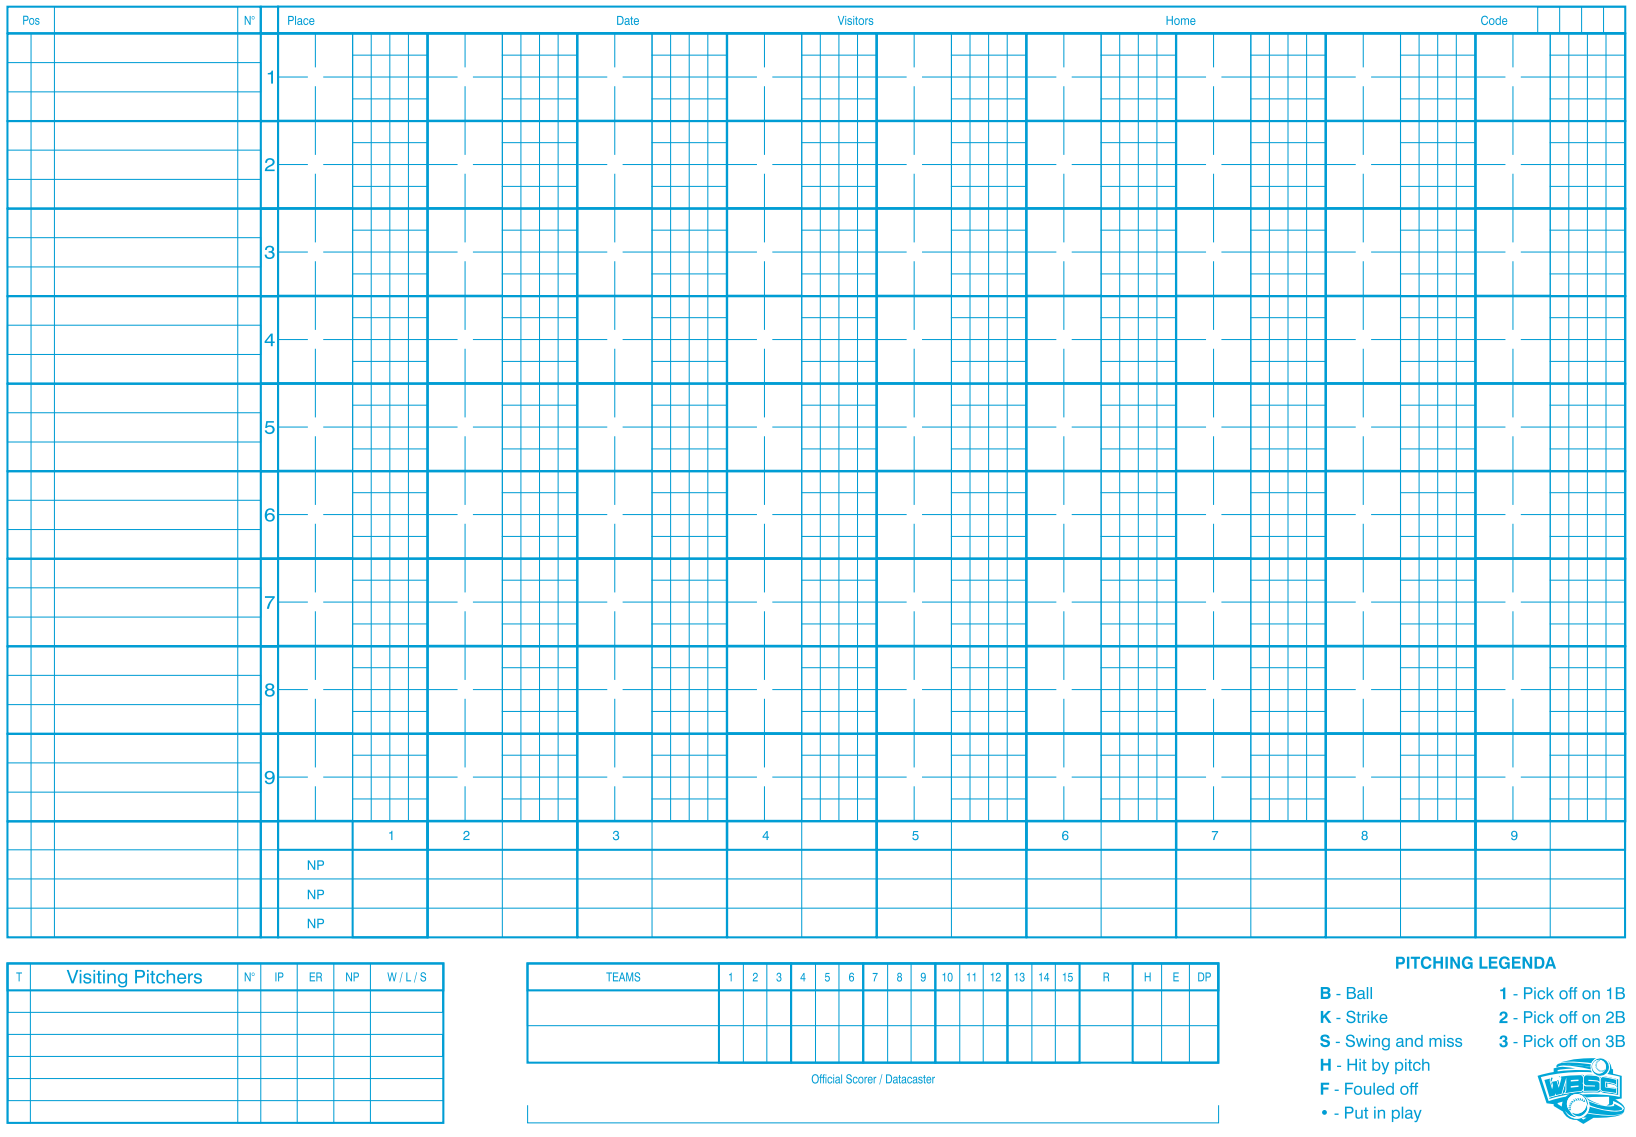 Pos N° Place Date Visitors Home Code
1
2
3
4
5
6
7
8
9
1 2 3 4 5 6 7 8 9
NP
NP
NP
T Visiting Pitchers N° IP ER NP W / L / S
TEAMS 1 2 3 4 5 6 7 8 9 10 11 12 13 14 15 R H E DP
Official Scorer / Datacaster
PITCHING LEGENDA
B - Ball 1 - Pick off on 1B
K - Strike 2 - Pick off on 2B
S - Swing and miss 3 - Pick off on 3B
H - Hit by pitch
F - Fouled off
• - Put in play
WBSC